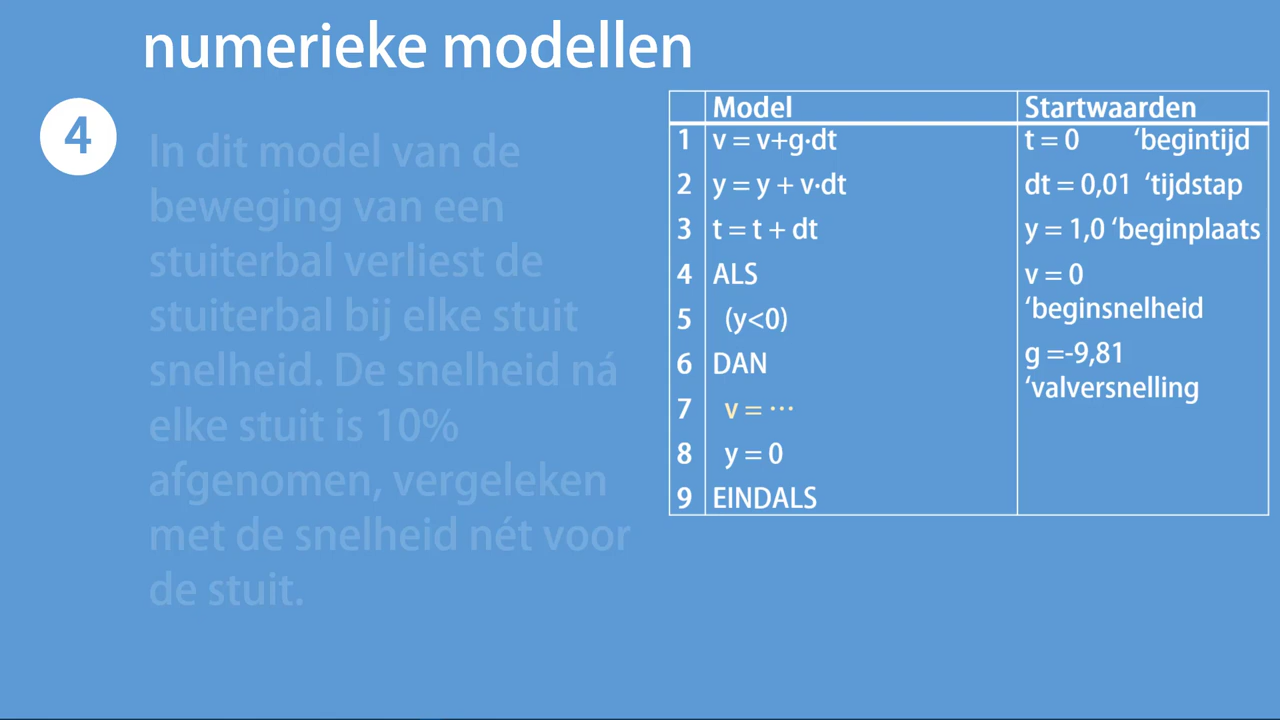 numerieke modellen
4
In dit model van de
beweging van een
stuiterbal verliest de
stuiterbal bij elke stuit
snelheid. De snelheid ná
elke stuit is 10%
afgenomen, vergeleken
met de snelheid nét voor
de stuit.
Model Startwaarden
1 v = v+g·dt t = 0 ‘begintijd
2 y = y + v·dt dt = 0,01 ‘tijdstap
3 t = t + dt y = 1,0 ‘beginplaats
4 ALS v = 0
‘beginsnelheid
5 (y<0)
g =-9,81
6 DAN
‘valversnelling
7 v = ⋯
8 y = 0
9 EINDALS